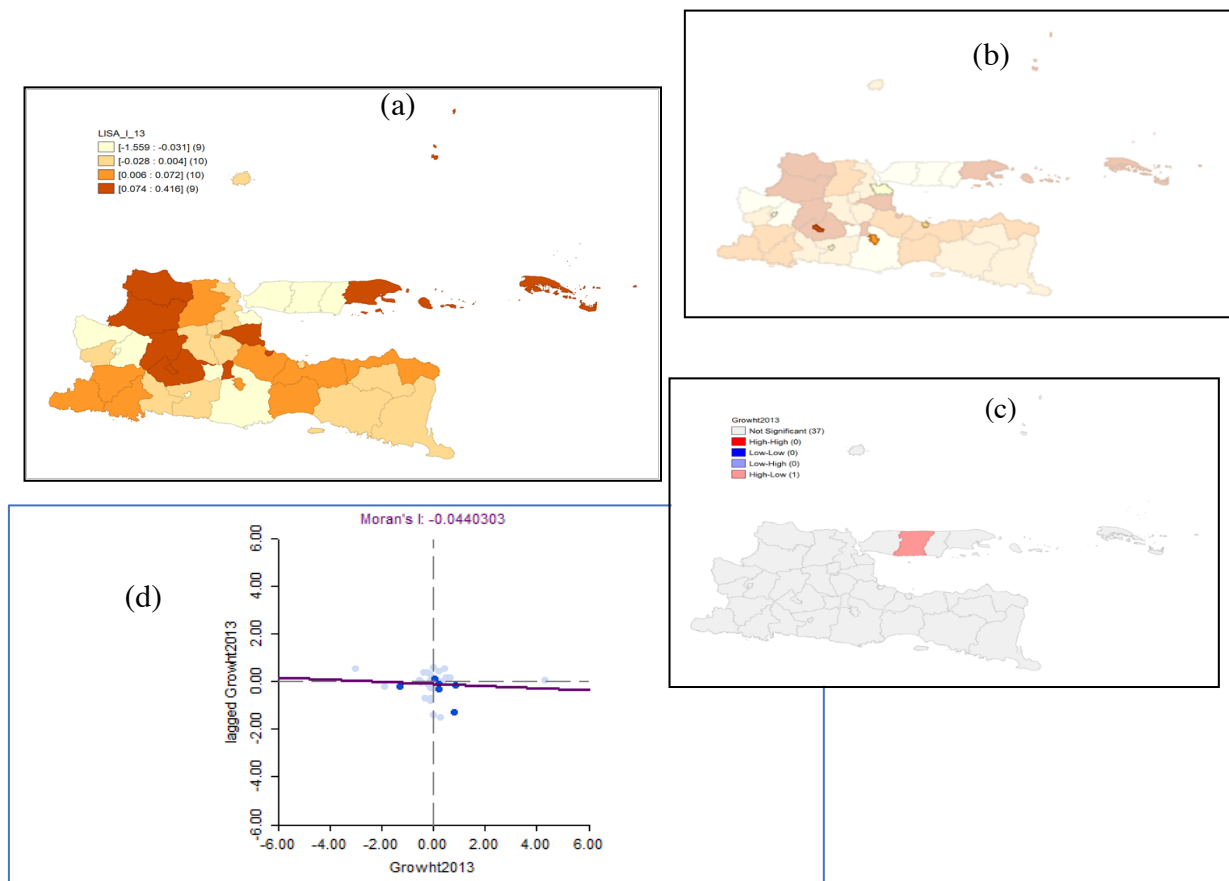 (a)
LISA_I_13
[-1.559 : -0.031] (9)
[-0.028 : 0.004] (10)
[0.006 : 0.072] (10)
[0.074 : 0.416] (9)
(b)
(c)
Growht2013
Not Significant (37)
High-High (0)
Low-Low (0)
Low-High (0)
High-Low (1)
(d)
Moran's I: -0.0440303
lagged Growht2013
6.00
4.00
2.00
0.00
-2.00
-4.00
-6.00
-6.00 -4.00 -2.00 0.00 2.00 4.00 6.00
Growht2013